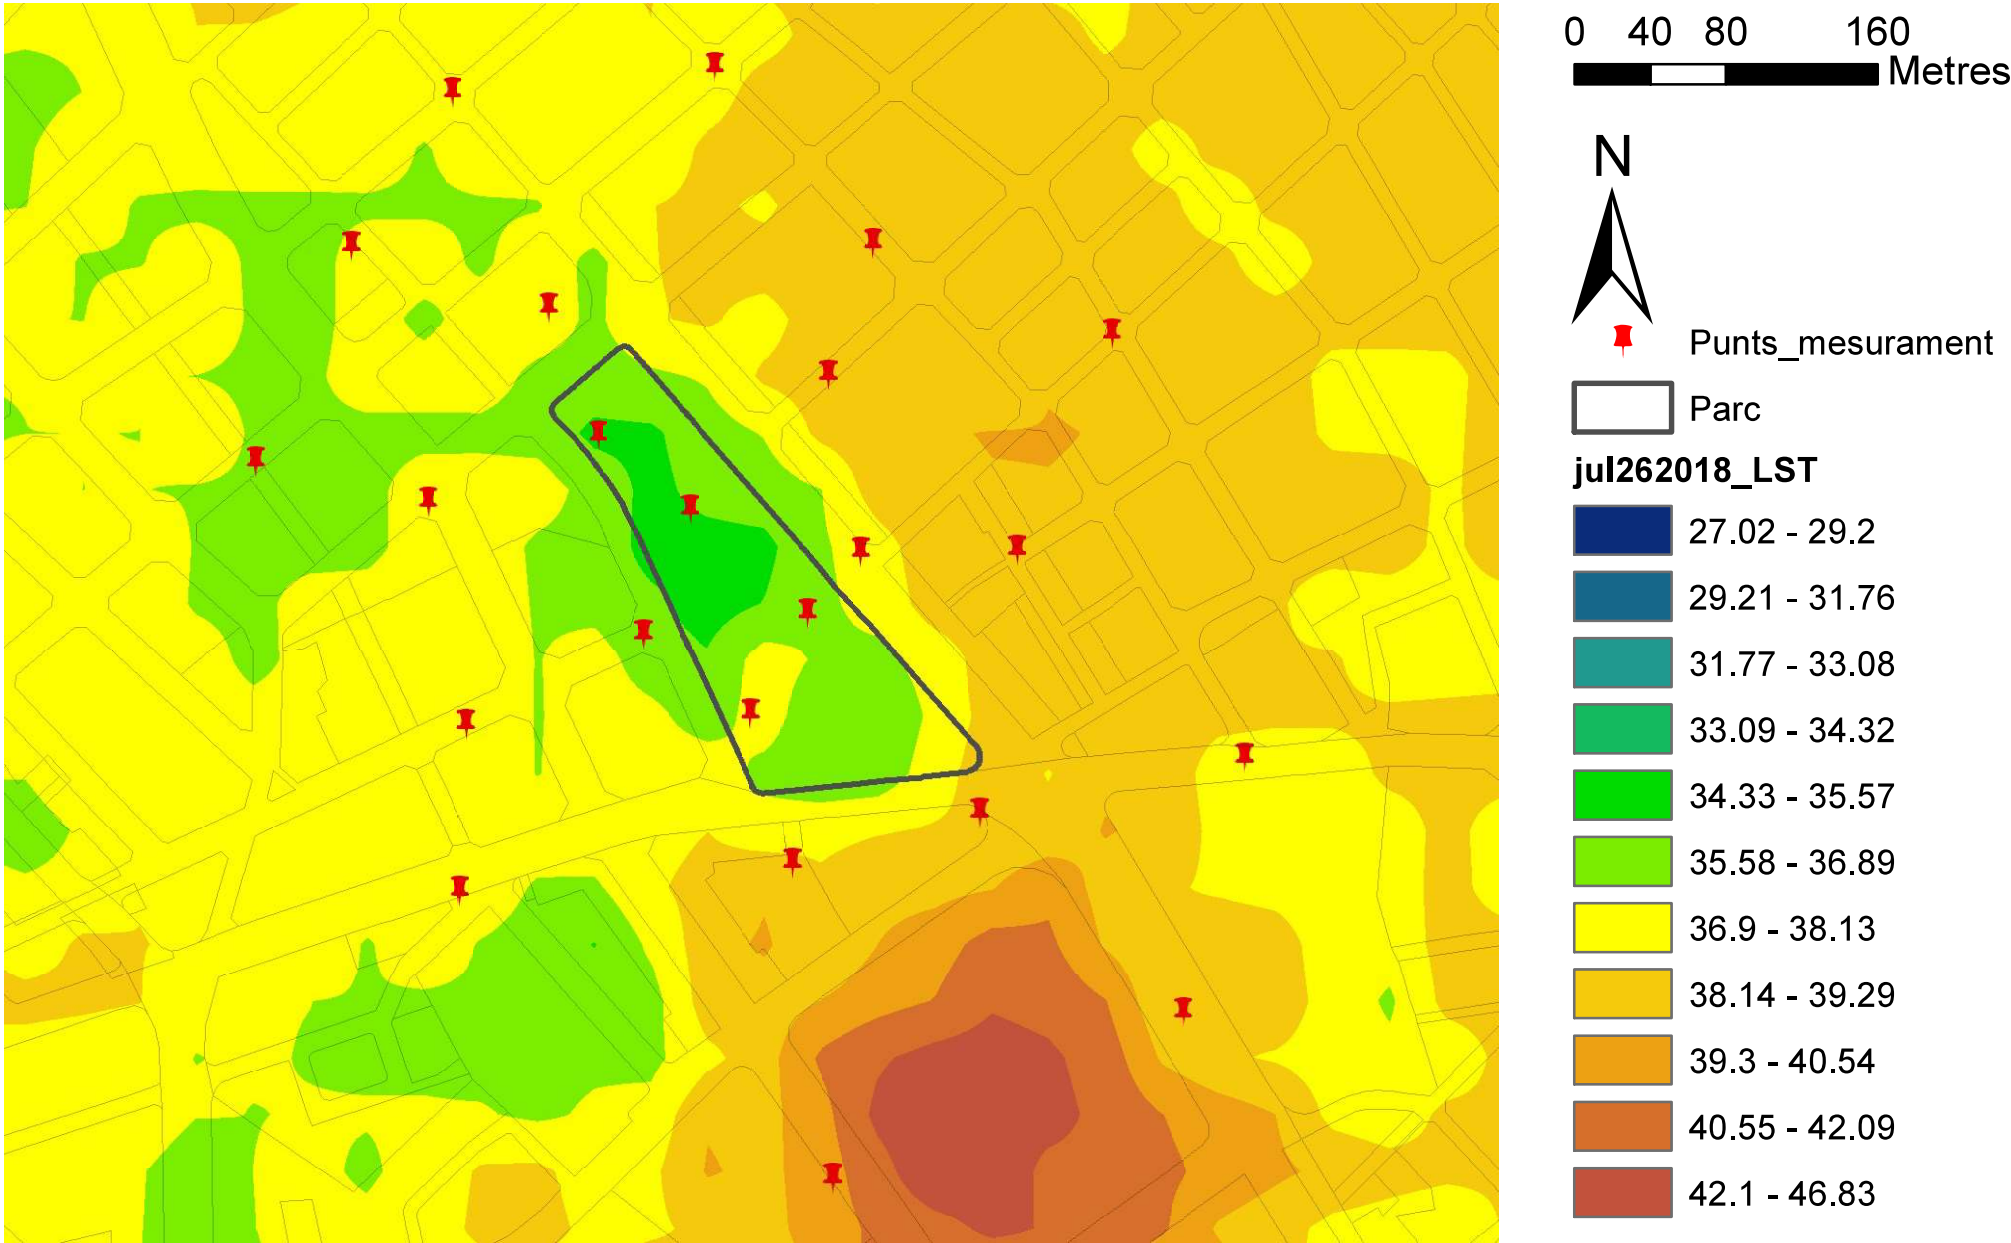 0 40 80 160
Metres
N
Punts_mesurament
Parc
jul262018_LST
27.02 - 29.2
29.21 - 31.76
31.77 - 33.08
33.09 - 34.32
34.33 - 35.57
35.58 - 36.89
36.9 - 38.13
38.14 - 39.29
39.3 - 40.54
40.55 - 42.09
42.1 - 46.83